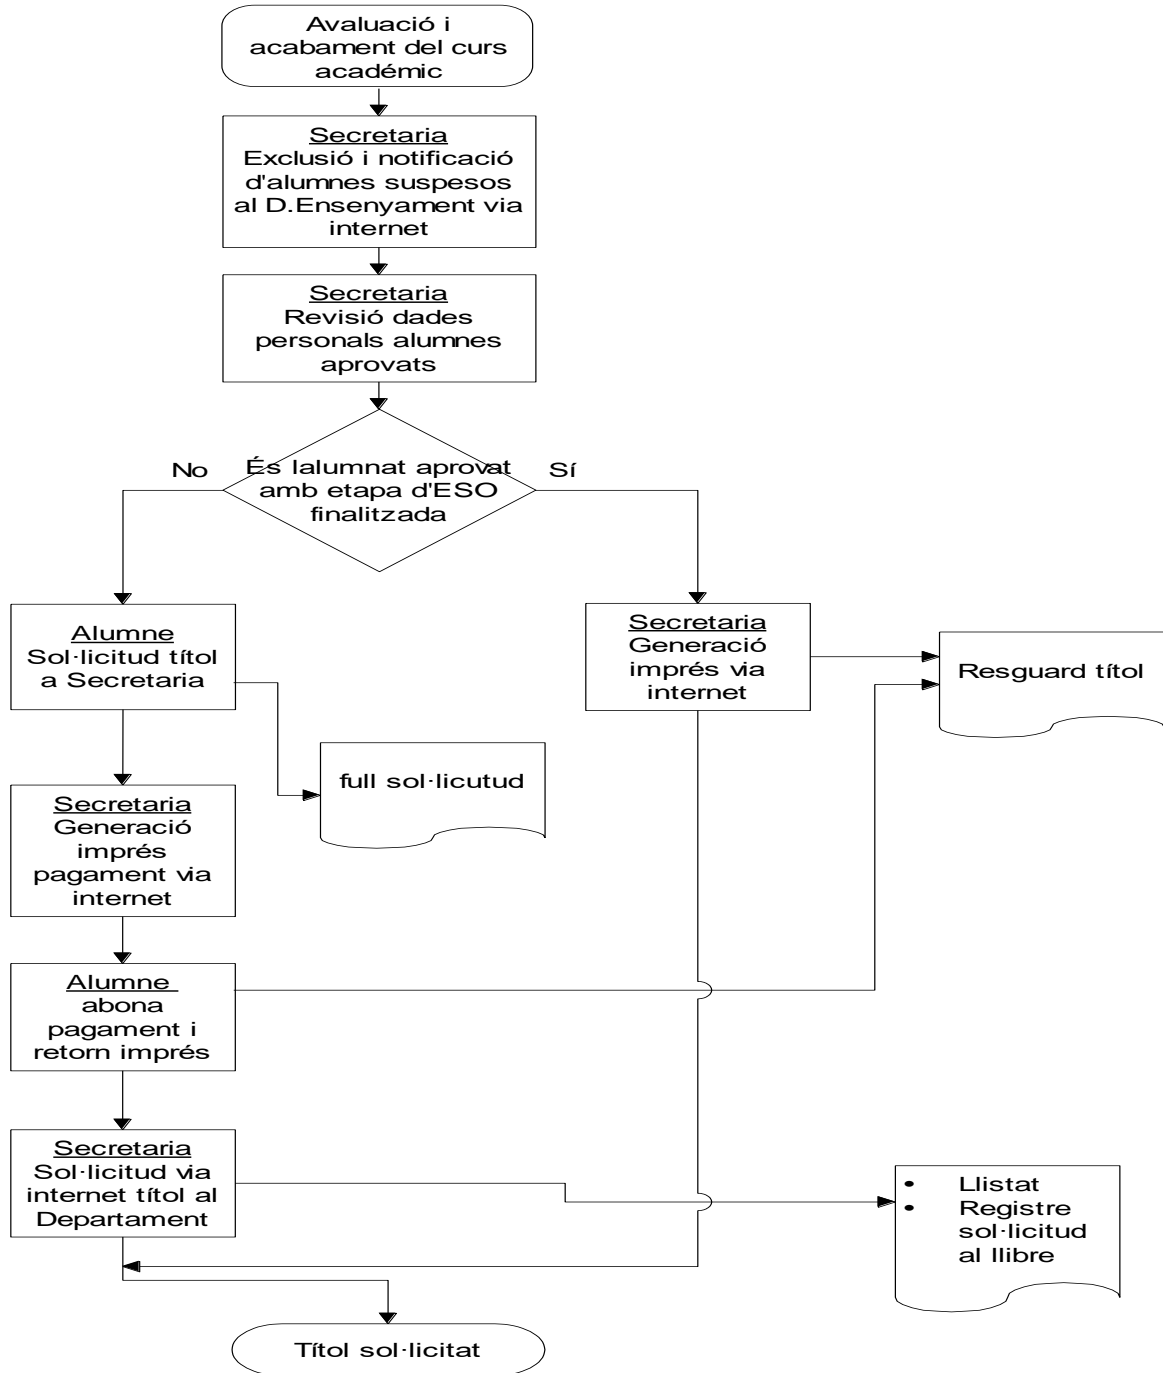 Avaluació i
acabament del curs
académic
Secretaria
Exclusió i notificació
d'alumnes suspesos
al D.Ensenyament via
internet
Secretaria
Revisió dades
personals alumnes
aprovats
No
És lalumnat aprovat
amb etapa d'ESO
finalitzada
Sí
Alumne
Sol·licitud títol
a Secretaria
Secretaria
Generació
imprés via
internet
Resguard títol
full sol·licutud
Secretaria
Generació
imprés
pagament via
internet
Alumne
abona
pagament i
retorn imprés
Secretaria
Sol·licitud via
internet títol al
Departament
• Llistat
• Registre
sol·licitud
al llibre
Títol sol·licitat